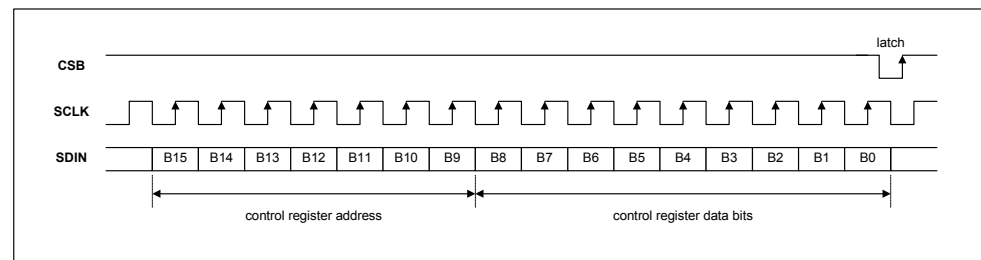 latch
CSB
SCLK
SDIN B15 B14 B13 B12 B11 B10 B9 B8 B7 B6 B5 B4 B3 B2 B1 B0
control register address control register data bits